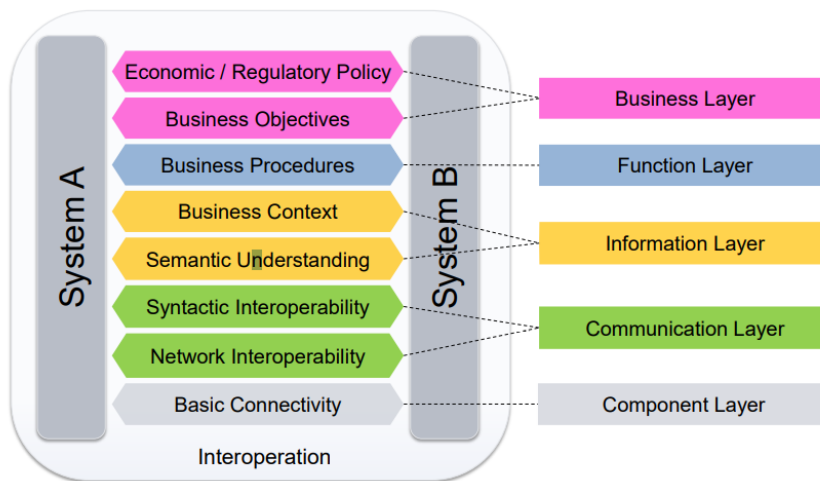 System A
Economic / Regulatory Policy
Business Objectives
Business Procedures
Business Context
Semantic Understanding
Syntactic Interoperability
Network Interoperability
Basic Connectivity
System B
Interoperation
Business Layer
Function Layer
Information Layer
Communication Layer
Component Layer